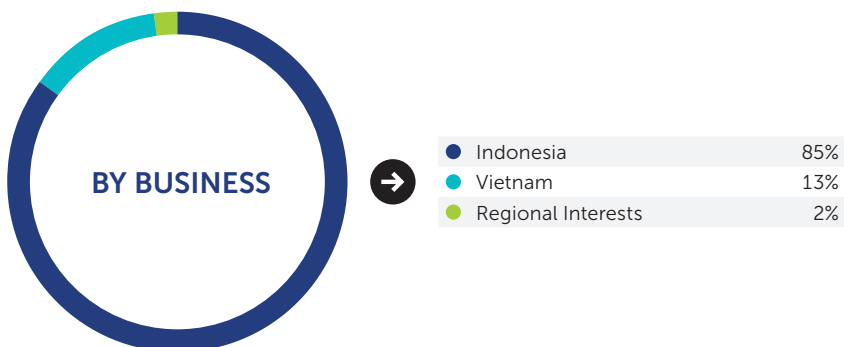 BY BUSINESS
Indonesia 85%
Vietnam 13%
Regional Interests 2%